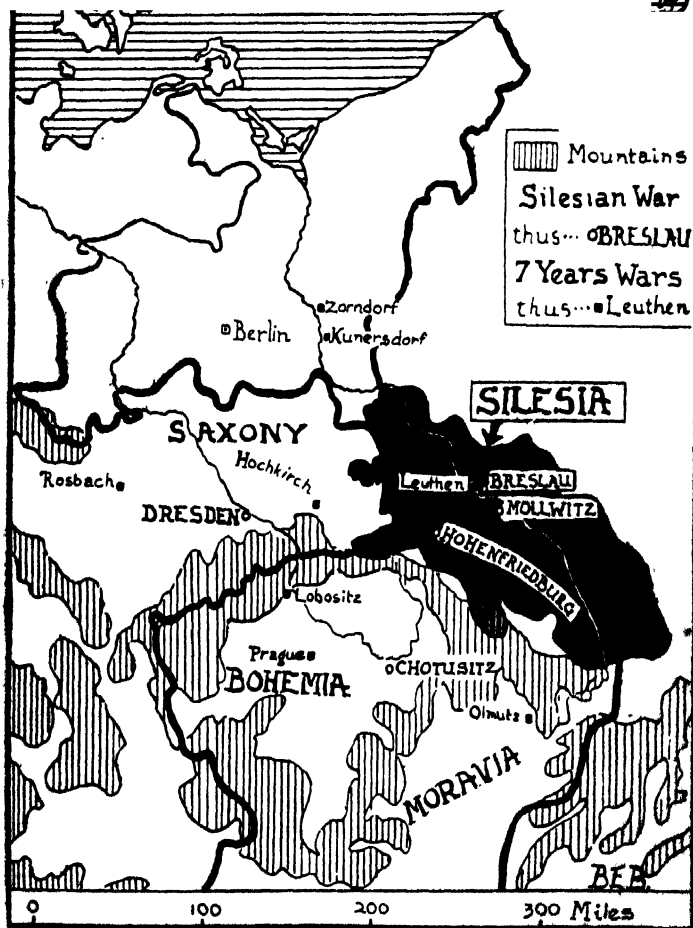 Mountains
Silesian War
thus... BRESLAU
7 Years Wars
thus... Leuthen
Zorndorf
Berlin
Kunersdorf
SILESIA
SAXONY
Hochkirch
Rosbach
Leuthen
BRESLAU
MOLLWITZ
DRESDEN
HOHENFRIEDBURG
Lobositz
Prague
CHOTUSITZ
BOHEMIA
Olmuts
MORAVIA
BEB.
0 100 200 300 Miles